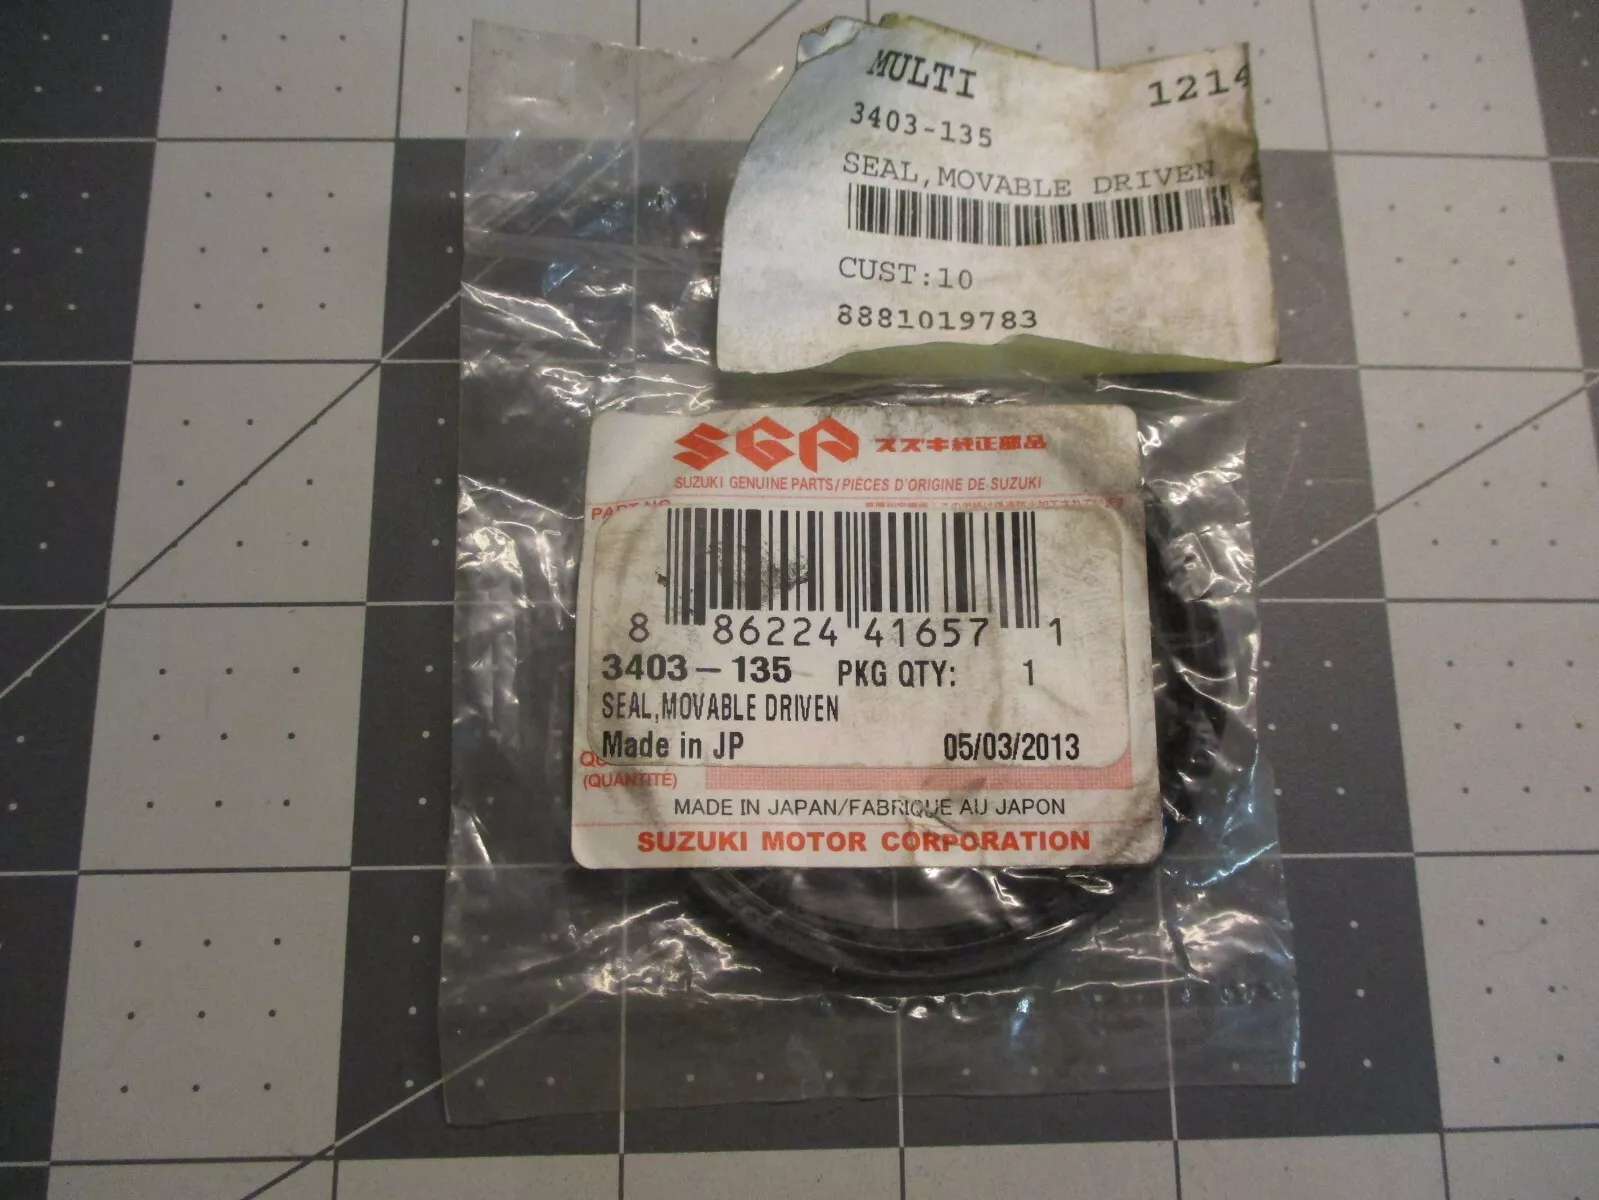 MULTI 1214
3403-135
SEAL,MOVABLE DRIVEN
CUST:10
8881019783
SGP スズキ純正部品
SUZUKI GENUINE PARTS/PIÈCES D'ORIGINE DE SUZUKI
PART NO
8 86224 41657 1
3403-135 PKG QTY: 1
SEAL,MOVABLE DRIVEN
Made in JP 05/03/2013
(QUANTITÉ)
MADE IN JAPAN/FABRIQUE AU JAPON
SUZUKI MOTOR CORPORATION